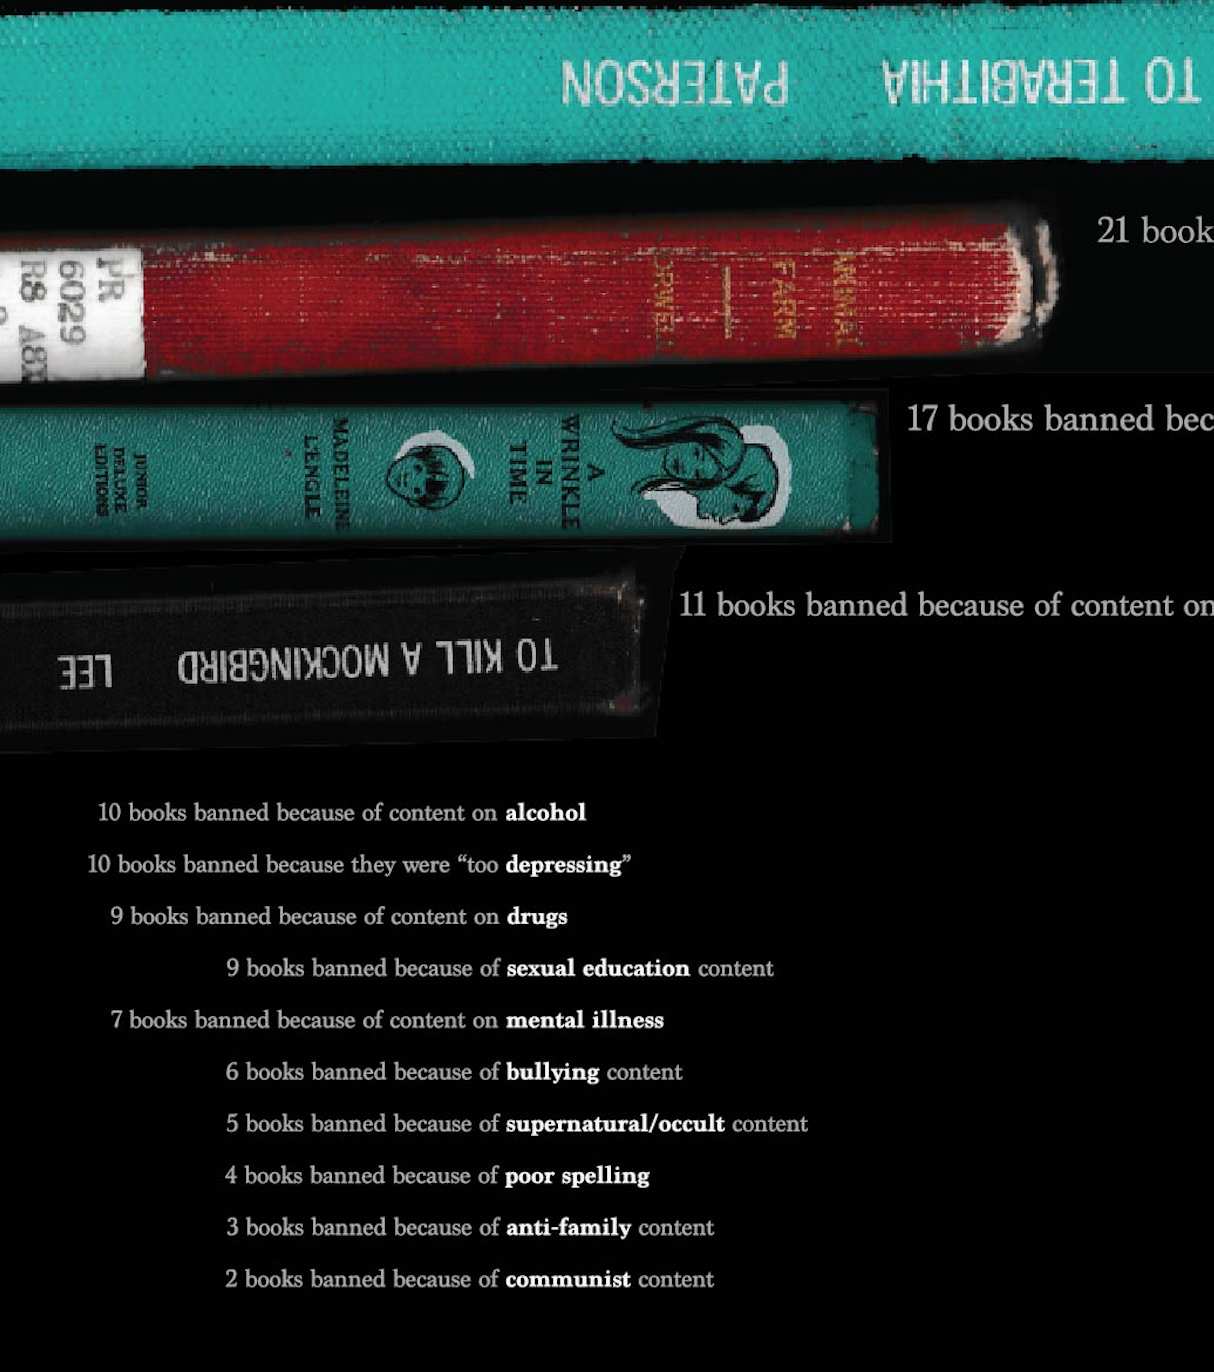 TO TERABITHIA PATERSON
21 book
PR
6029
R8 A8
ANIMAL
FARM
ORWELL
17 books banned bec
A
WRINKLE
IN
TIME
MADELEINE
L'ENGLE
JUNIOR
DELUXE
EDITIONS
11 books banned because of content on
TO KILL A MOCKINGBIRD LEE
10 books banned because of content on alcohol
10 books banned because they were “too depressing”
9 books banned because of content on drugs
9 books banned because of sexual education content
7 books banned because of content on mental illness
6 books banned because of bullying content
5 books banned because of supernatural/occult content
4 books banned because of poor spelling
3 books banned because of anti-family content
2 books banned because of communist content